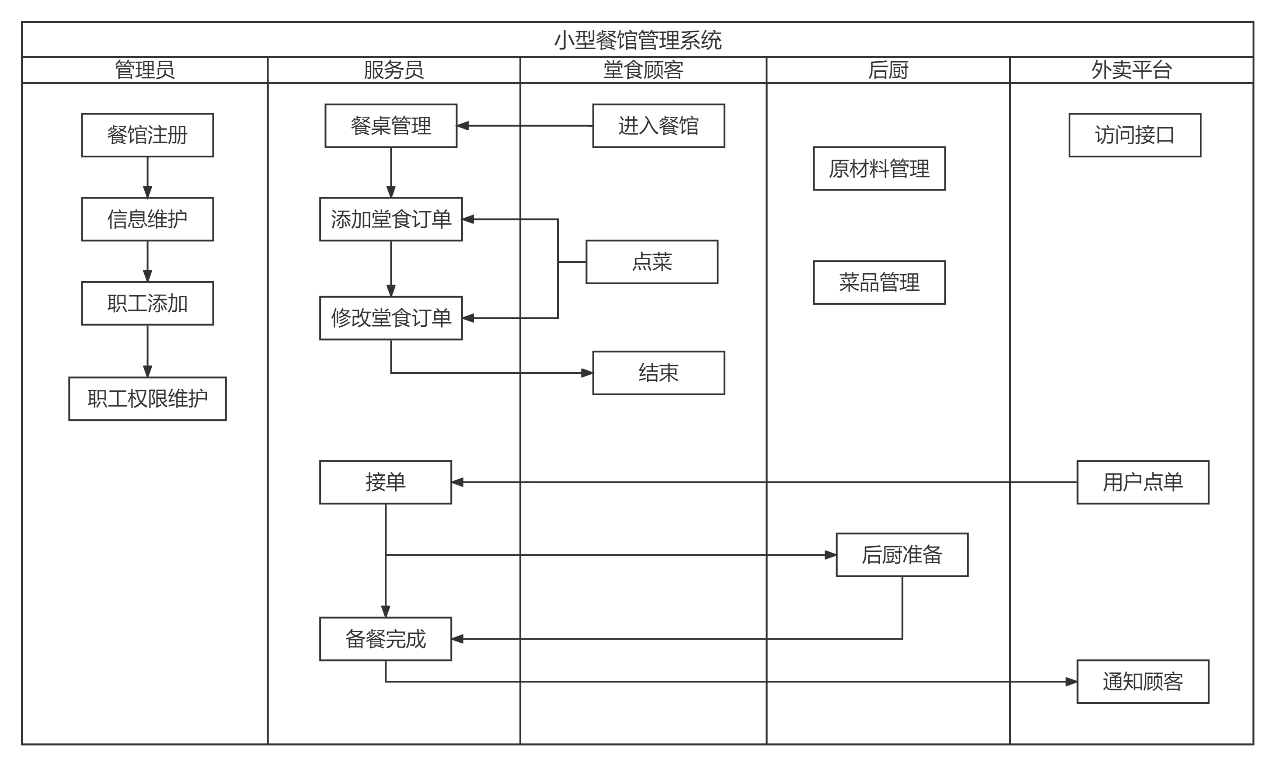 小型餐馆管理系统
管理员
服务员
堂食顾客
后厨
外卖平台
餐馆注册
信息维护
职工添加
职工权限维护
餐桌管理
添加堂食订单
修改堂食订单
接单
备餐完成
进入餐馆
点菜
结束
原材料管理
菜品管理
后厨准备
访问接口
用户点单
通知顾客